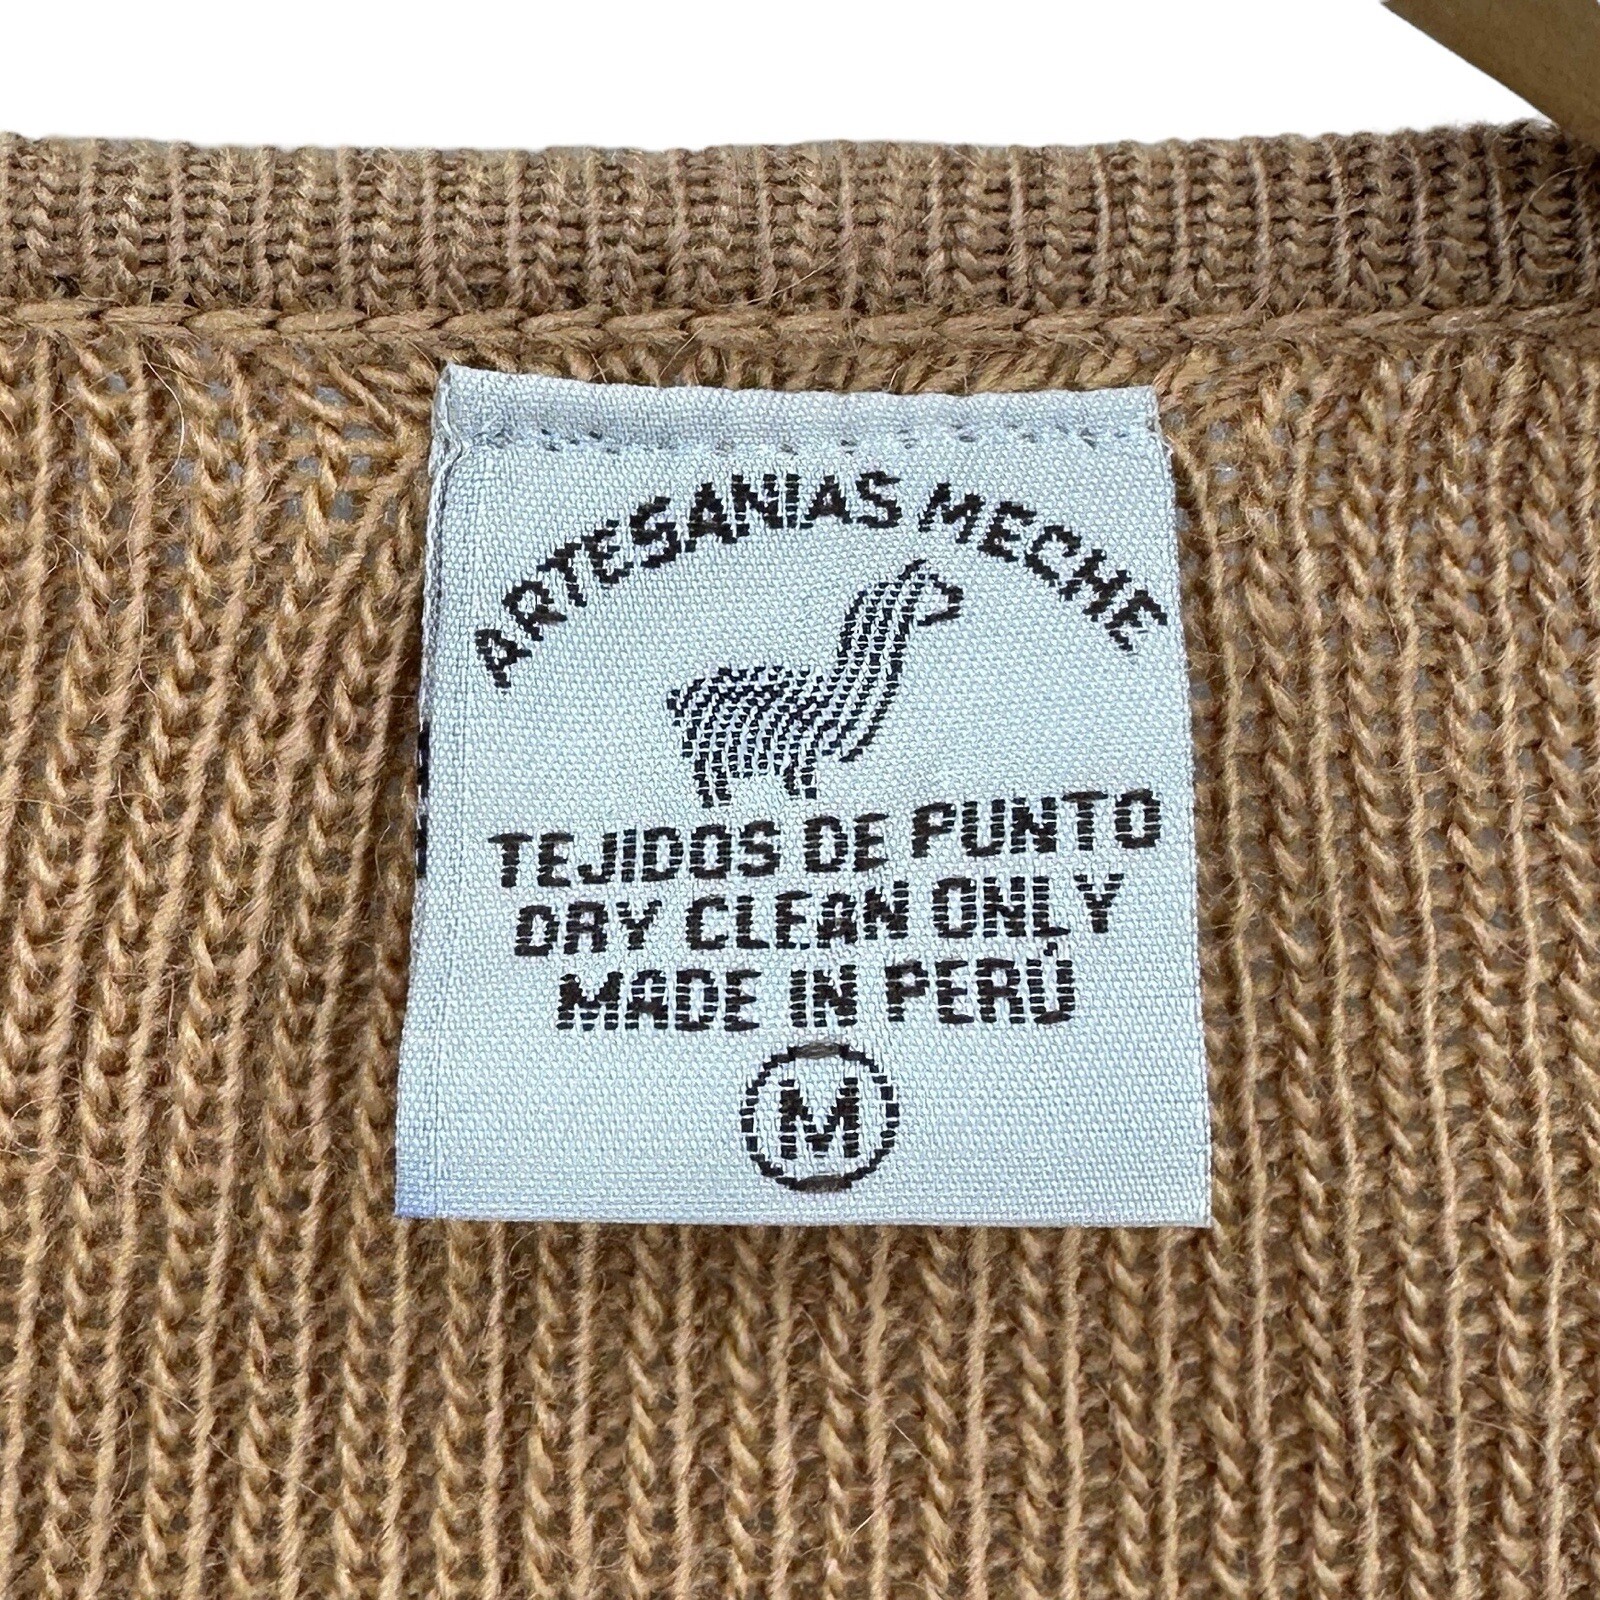 ARTESANIAS MECHE
TEJIDOS DE PUNTO
DRY CLEAN ONLY
MADE IN PERÚ
M